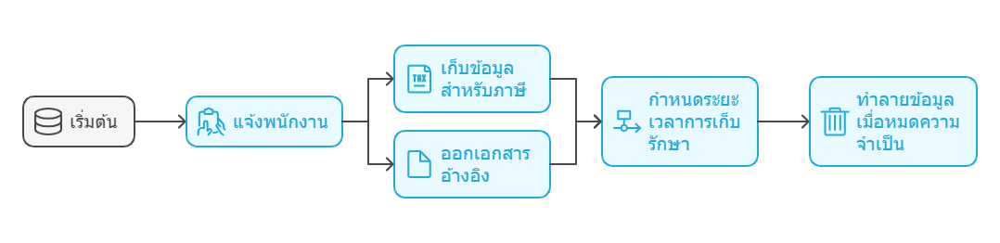 เริ่มต้น
แจ้งพนักงาน
TAX
เก็บข้อมูล
สำหรับภาษี
ออกเอกสาร
อ้างอิง
กำหนดระยะ
เวลาการเก็บ
รักษา
ทำลายข้อมูล
เมื่อหมดความ
จำเป็น